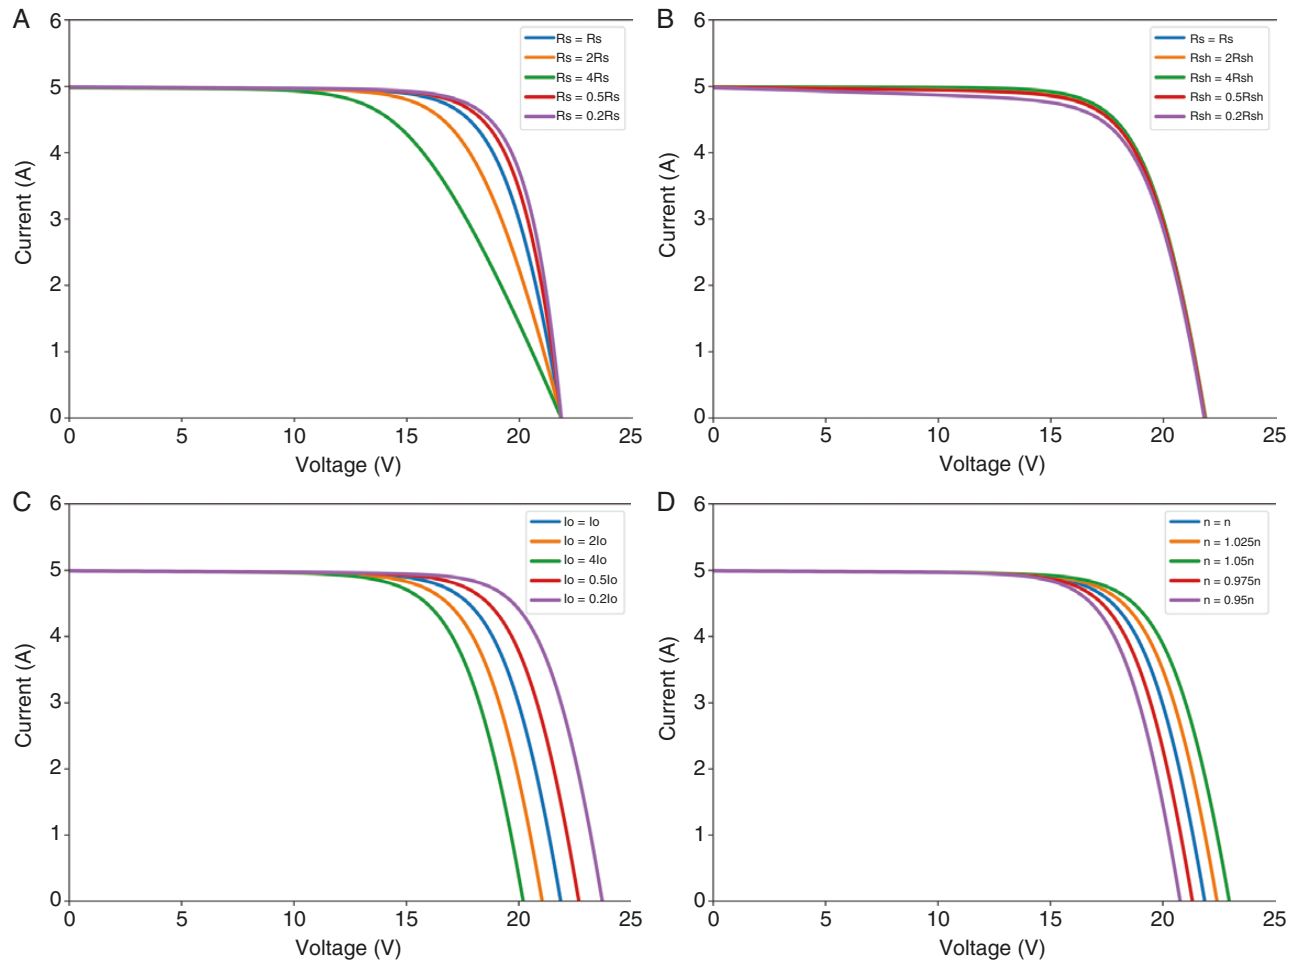 A
6
5
4
3
2
1
0
0 5 10 15 20 25
Current (A)
Voltage (V)
Rs = Rs
Rs = 2Rs
Rs = 4Rs
Rs = 0.5Rs
Rs = 0.2Rs
B
6
5
4
3
2
1
0
0 5 10 15 20 25
Current (A)
Voltage (V)
Rs = Rs
Rsh = 2Rsh
Rsh = 4Rsh
Rsh = 0.5Rsh
Rsh = 0.2Rsh
C
6
5
4
3
2
1
0
0 5 10 15 20 25
Current (A)
Voltage (V)
Io = Io
Io = 2Io
Io = 4Io
Io = 0.5Io
Io = 0.2Io
D
6
5
4
3
2
1
0
0 5 10 15 20 25
Current (A)
Voltage (V)
n = n
n = 1.025n
n = 1.05n
n = 0.975n
n = 0.95n